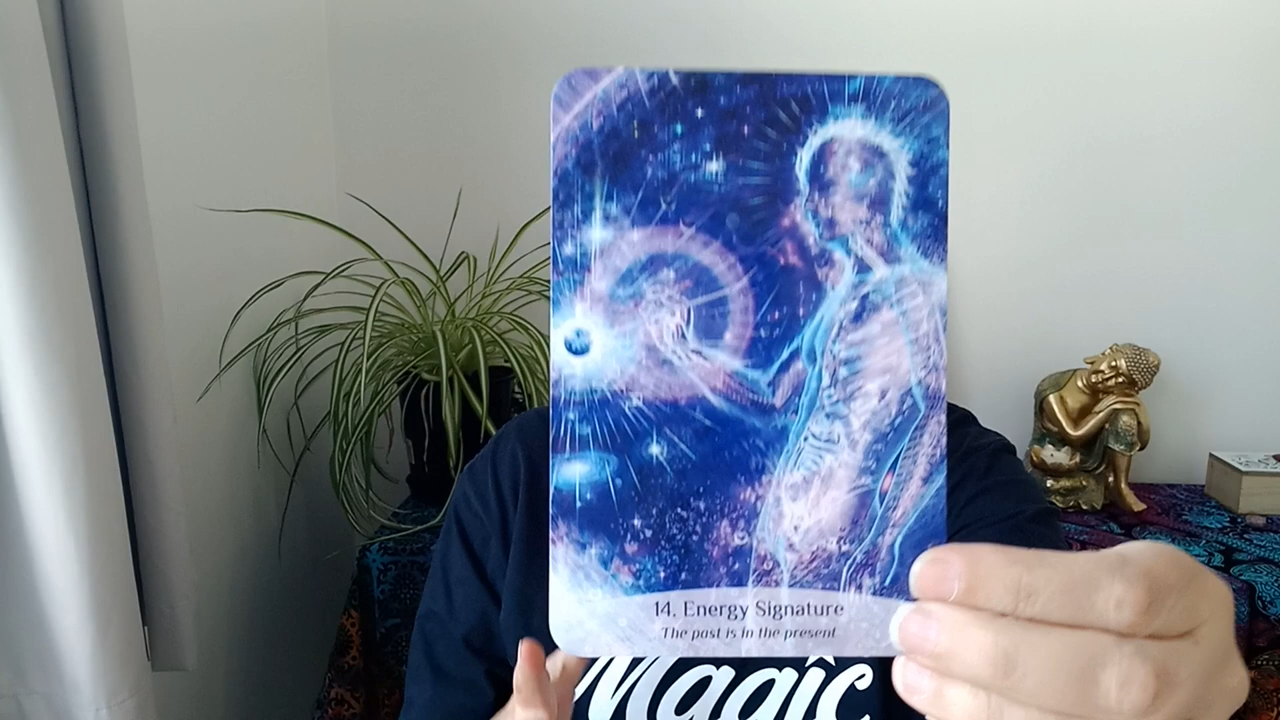 14. Energy Signature
The past is in the present
Magic